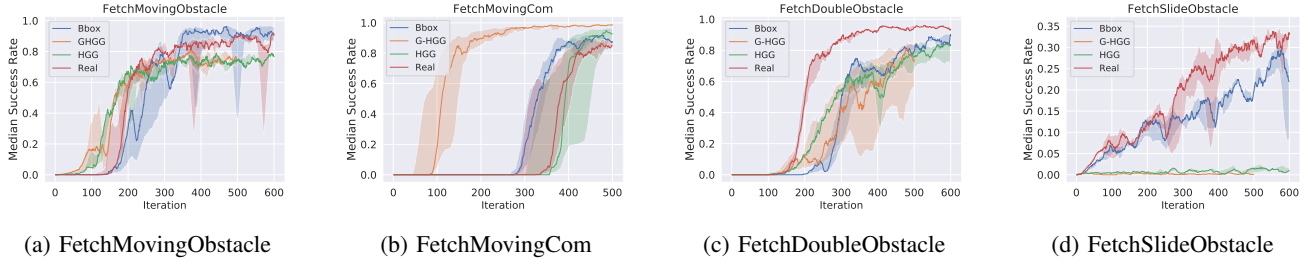 FetchMovingObstacle
Median Success Rate
1.0
0.8
0.6
0.4
0.2
0.0
Bbox
GHGG
HGG
Real
0 100 200 300 400 500 600
Iteration
(a) FetchMovingObstacle
FetchMovingCom
Median Success Rate
1.0
0.8
0.6
0.4
0.2
0.0
Bbox
G-HGG
HGG
Real
0 100 200 300 400 500
Iteration
(b) FetchMovingCom
FetchDoubleObstacle
Median Success Rate
1.0
0.8
0.6
0.4
0.2
0.0
Bbox
G-HGG
HGG
Real
0 100 200 300 400 500 600
Iteration
(c) FetchDoubleObstacle
FetchSlideObstacle
Median Success Rate
0.35
0.30
0.25
0.20
0.15
0.10
0.05
0.00
Bbox
G-HGG
HGG
Real
0 100 200 300 400 500 600
Iteration
(d) FetchSlideObstacle